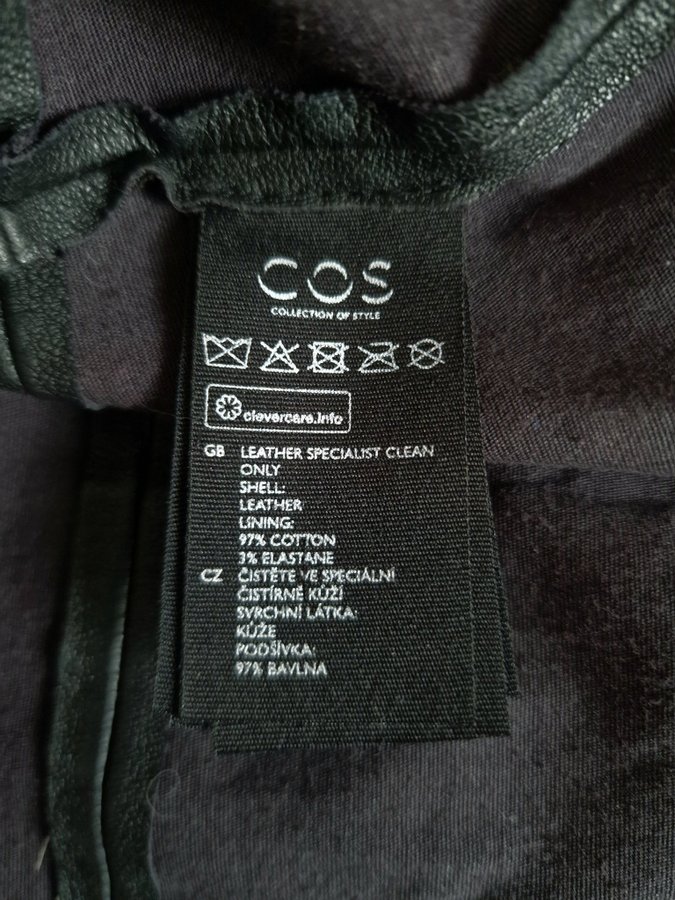 COS
COLLECTION OF STYLE
clevercare.info
GB LEATHER SPECIALIST CLEAN
ONLY
SHELL:
LEATHER
LINING:
97% COTTON
3% ELASTANE
CZ ČISTĚTE VE SPECIÁLNÍ
ČISTÍRNĚ KŮŽÍ
SVRCHNÍ LÁTKA:
KŮŽE
PODŠÍVKA:
97% BAVLNA